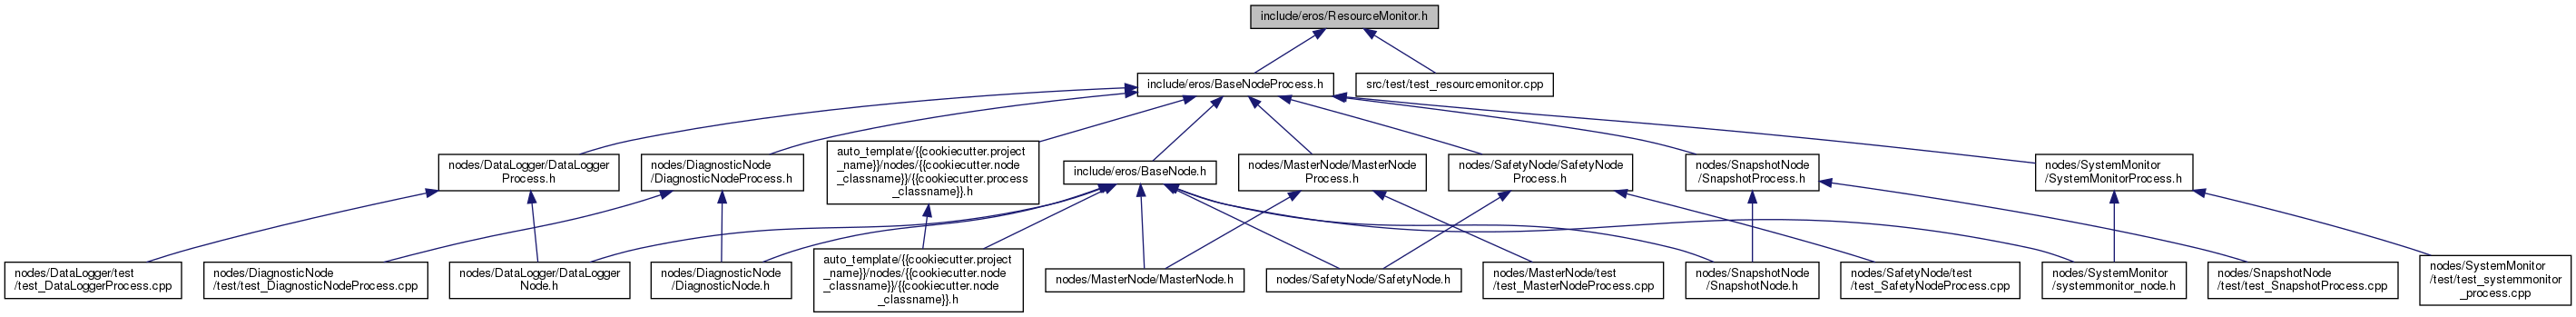 include/eros/ResourceMonitor.h
include/eros/BaseNodeProcess.h
src/test/test_resourcemonitor.cpp
nodes/DataLogger/DataLogger
Process.h
nodes/DiagnosticNode
/DiagnosticNodeProcess.h
auto_template/{{cookiecutter.project
_name}}/nodes/{{cookiecutter.node
_classname}}/{{cookiecutter.process
_classname}}.h
include/eros/BaseNode.h
nodes/MasterNode/MasterNode
Process.h
nodes/SafetyNode/SafetyNode
Process.h
nodes/SnapshotNode
/SnapshotProcess.h
nodes/SystemMonitor
/SystemMonitorProcess.h
nodes/DataLogger/test
/test_DataLoggerProcess.cpp
nodes/DiagnosticNode
/test/test_DiagnosticNodeProcess.cpp
nodes/DataLogger/DataLogger
Node.h
nodes/DiagnosticNode
/DiagnosticNode.h
auto_template/{{cookiecutter.project
_name}}/nodes/{{cookiecutter.node
_classname}}/{{cookiecutter.node
_classname}}.h
nodes/MasterNode/MasterNode.h
nodes/SafetyNode/SafetyNode.h
nodes/MasterNode/test
/test_MasterNodeProcess.cpp
nodes/SnapshotNode
/SnapshotNode.h
nodes/SafetyNode/test
/test_SafetyNodeProcess.cpp
nodes/SystemMonitor
/systemmonitor_node.h
nodes/SnapshotNode
/test/test_SnapshotProcess.cpp
nodes/SystemMonitor
/test/test_systemmonitor
_process.cpp